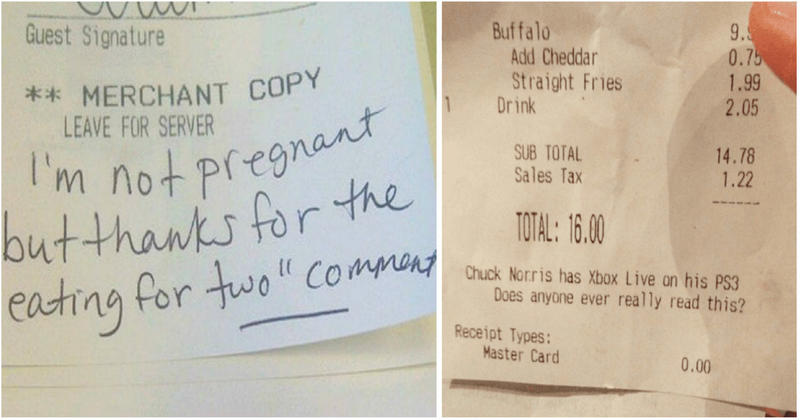 Guest Signature
** MERCHANT COPY
LEAVE FOR SERVER
I'm not pregnant
but thanks for the
eating for two" comment
Buffalo
Add Cheddar 0.75
Straight Fries 1.99
1 Drink 2.05
SUB TOTAL 14.78
Sales Tax 1.22
TOTAL: 16.00
Chuck Norris has Xbox Live on his PS3
Does anyone ever really read this?
Receipt Types:
Master Card 0.00